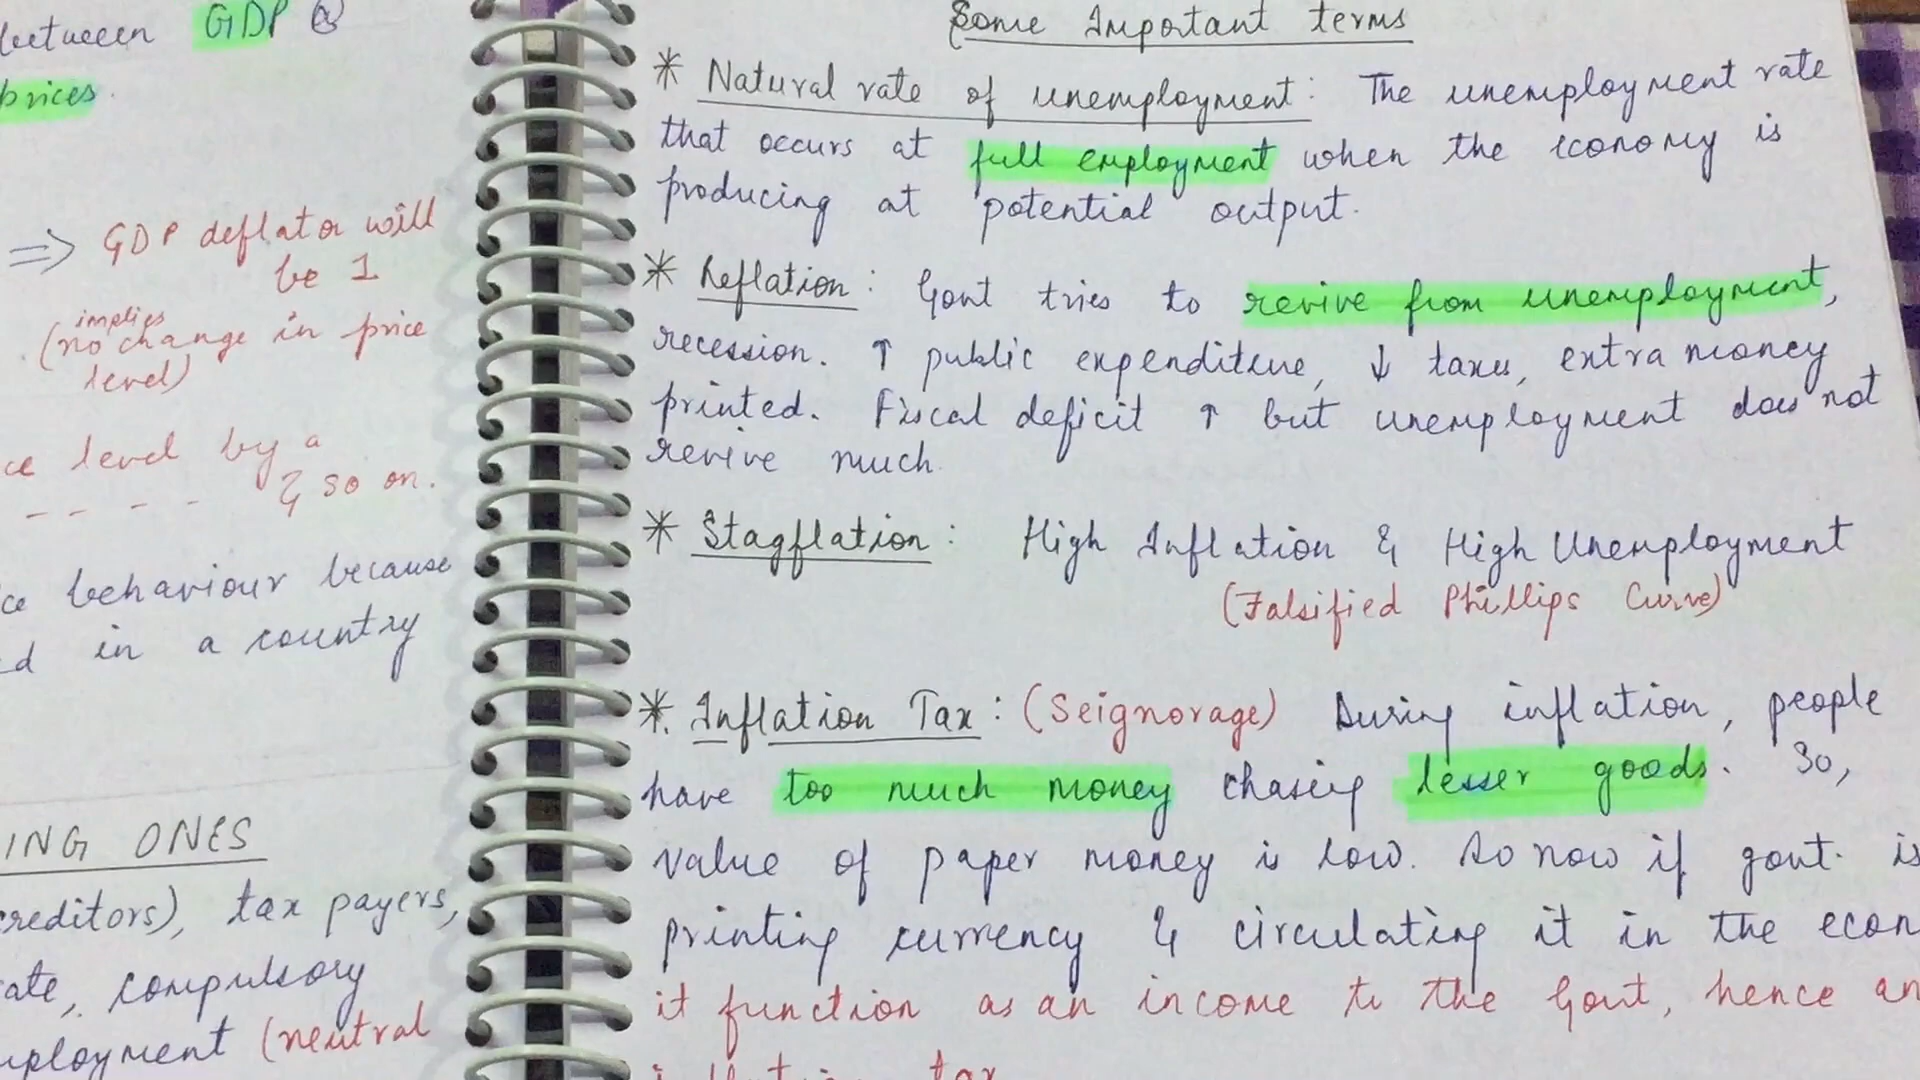 between GDP @
prices.
=> GDP deflator will
be 1
implies
(no change in price
level)
ce level by a
---- & so on.
ce behaviour because
d in a country
ING ONES
creditors), tax payers,
ate, compulsory
mployment (neutral
Some Important terms
* Natural rate of unemployment: The unemployment rate
that occurs at full employment when the economy is
producing at potential output.
* Reflation: Govt tries to revive from unemployment,
recession. ↑ public expenditure, ↓ taxes, extra money
printed. Fiscal deficit ↑ but unemployment does not
revive much.
* Stagflation: High Inflation & High Unemployment
(Falsified Phillips Curve)
* Inflation Tax: (Seignorage) During inflation, people
have too much money chasing lesser goods. So,
value of paper money is low. So now if govt. is
printing currency & circulating it in the econ
it function as an income to the Govt, hence an
tax